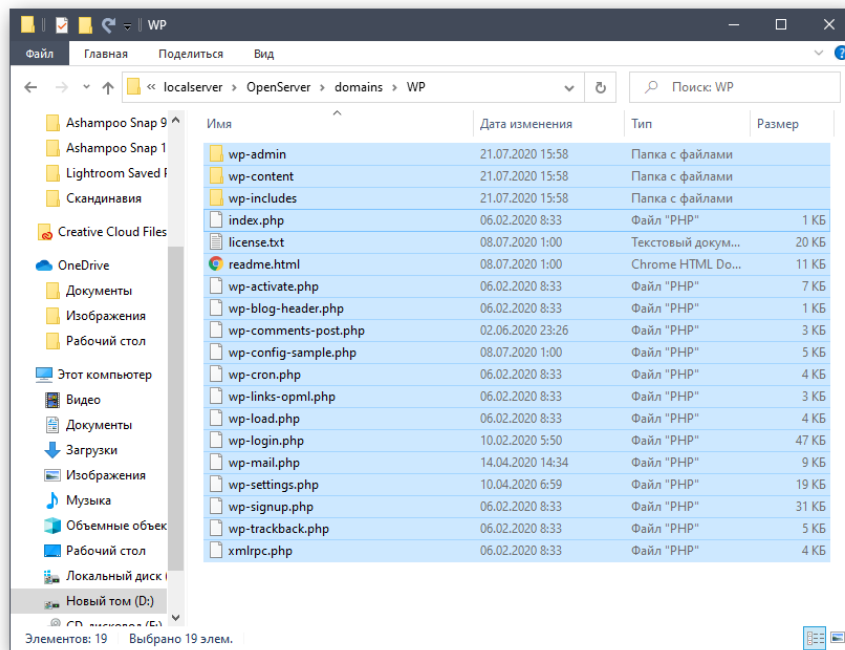 WP
Файл Главная Поделиться Вид
« localserver › OpenServer › domains › WP Поиск: WP
Ashampoo Snap 9
Ashampoo Snap 1
Lightroom Saved
Скандинавия
Creative Cloud Files
OneDrive
Документы
Изображения
Рабочий стол
Этот компьютер
Видео
Документы
Загрузки
Изображения
Музыка
Объемные объек
Рабочий стол
Локальный диск (
Новый том (D:)
Имя Дата изменения Тип Размер
wp-admin 21.07.2020 15:58 Папка с файлами
wp-content 21.07.2020 15:58 Папка с файлами
wp-includes 21.07.2020 15:58 Папка с файлами
index.php 06.02.2020 8:33 Файл "PHP" 1 КБ
license.txt 08.07.2020 1:00 Текстовый докум... 20 КБ
readme.html 08.07.2020 1:00 Chrome HTML Do... 11 КБ
wp-activate.php 06.02.2020 8:33 Файл "PHP" 7 КБ
wp-blog-header.php 06.02.2020 8:33 Файл "PHP" 1 КБ
wp-comments-post.php 02.06.2020 23:26 Файл "PHP" 3 КБ
wp-config-sample.php 08.07.2020 1:00 Файл "PHP" 5 КБ
wp-cron.php 06.02.2020 8:33 Файл "PHP" 4 КБ
wp-links-opml.php 06.02.2020 8:33 Файл "PHP" 3 КБ
wp-load.php 06.02.2020 8:33 Файл "PHP" 4 КБ
wp-login.php 10.02.2020 5:50 Файл "PHP" 47 КБ
wp-mail.php 14.04.2020 14:34 Файл "PHP" 9 КБ
wp-settings.php 10.04.2020 6:59 Файл "PHP" 19 КБ
wp-signup.php 06.02.2020 8:33 Файл "PHP" 31 КБ
wp-trackback.php 06.02.2020 8:33 Файл "PHP" 5 КБ
xmlrpc.php 06.02.2020 8:33 Файл "PHP" 4 КБ
Элементов: 19 Выбрано 19 элем.